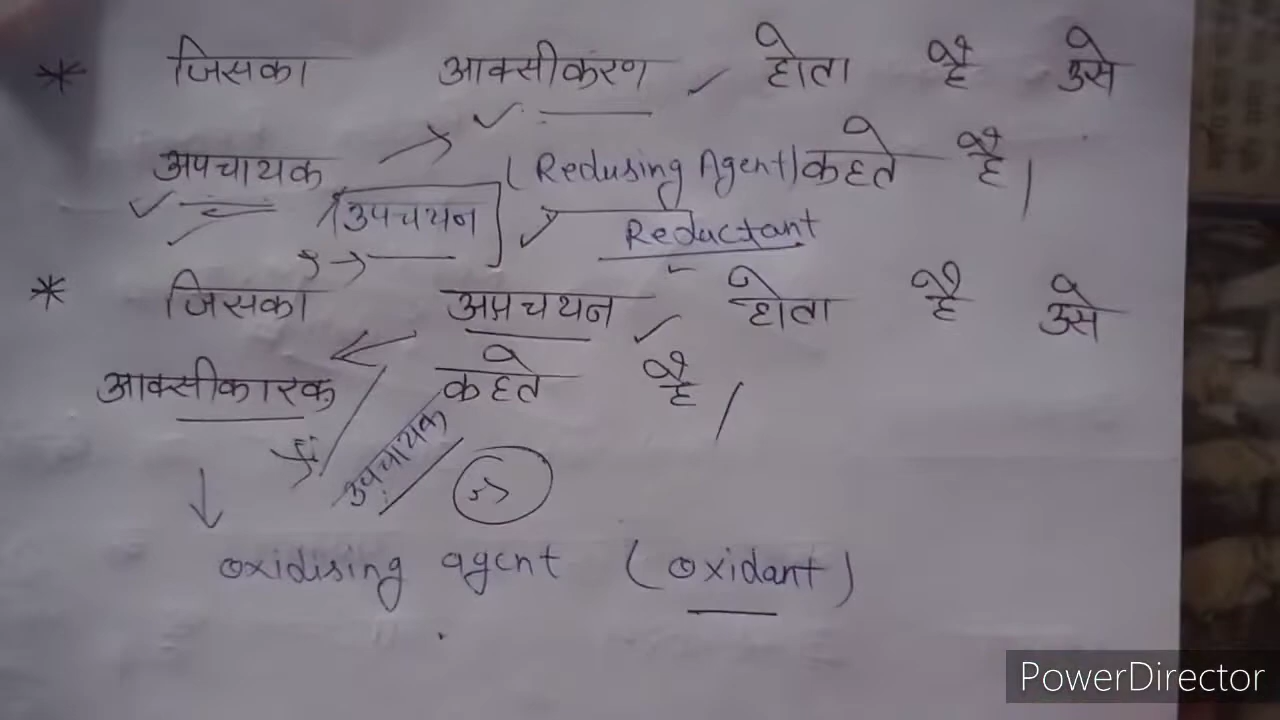 * जिसका आक्सीकरण होता है उसे
अपचायक → (Redusing Agent) कहते है।
[उपचयन] Reductant
* जिसका अपचयन होता है उसे
आक्सीकारक कहते है।
उपचायक
oxidising agent (oxidant)
PowerDirector